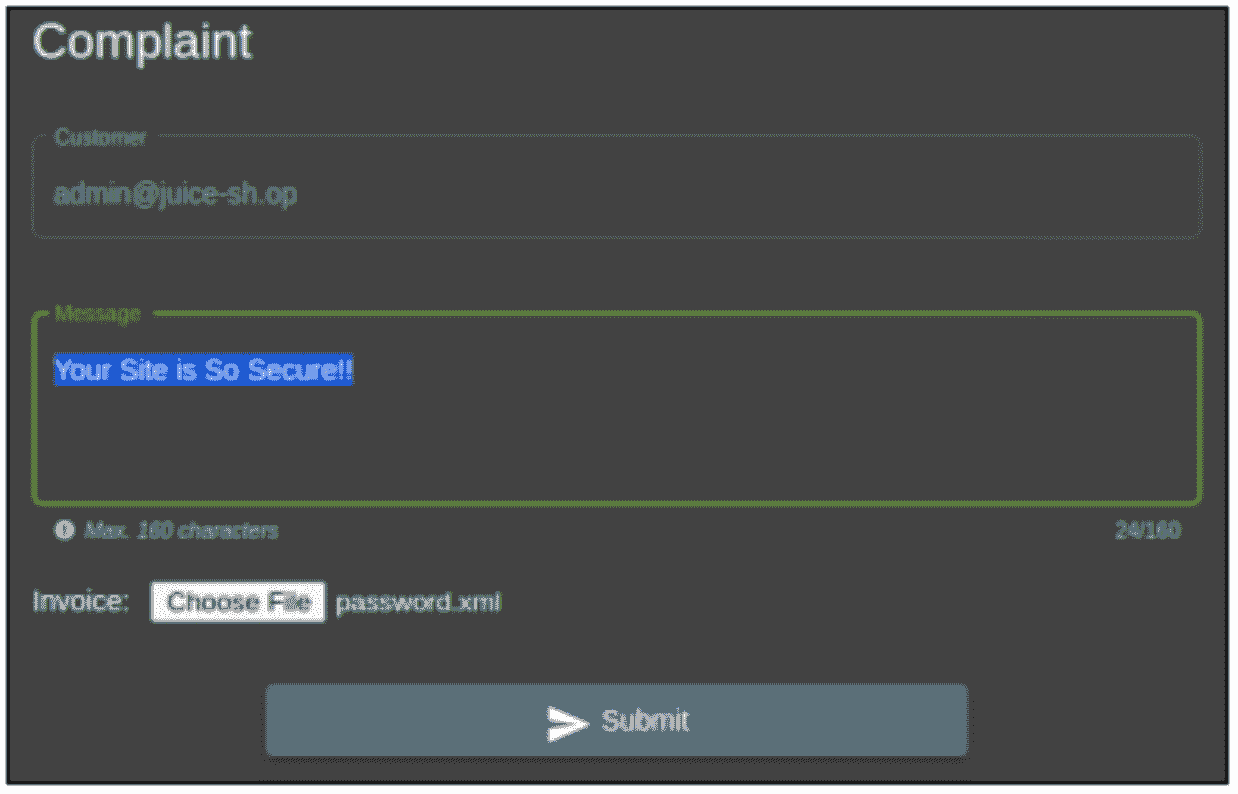 Complaint
Customer
admin@juice-sh.op
Message
Your Site is So Secure!!
Max. 160 characters
24/160
Invoice: Choose File password.xml
Submit